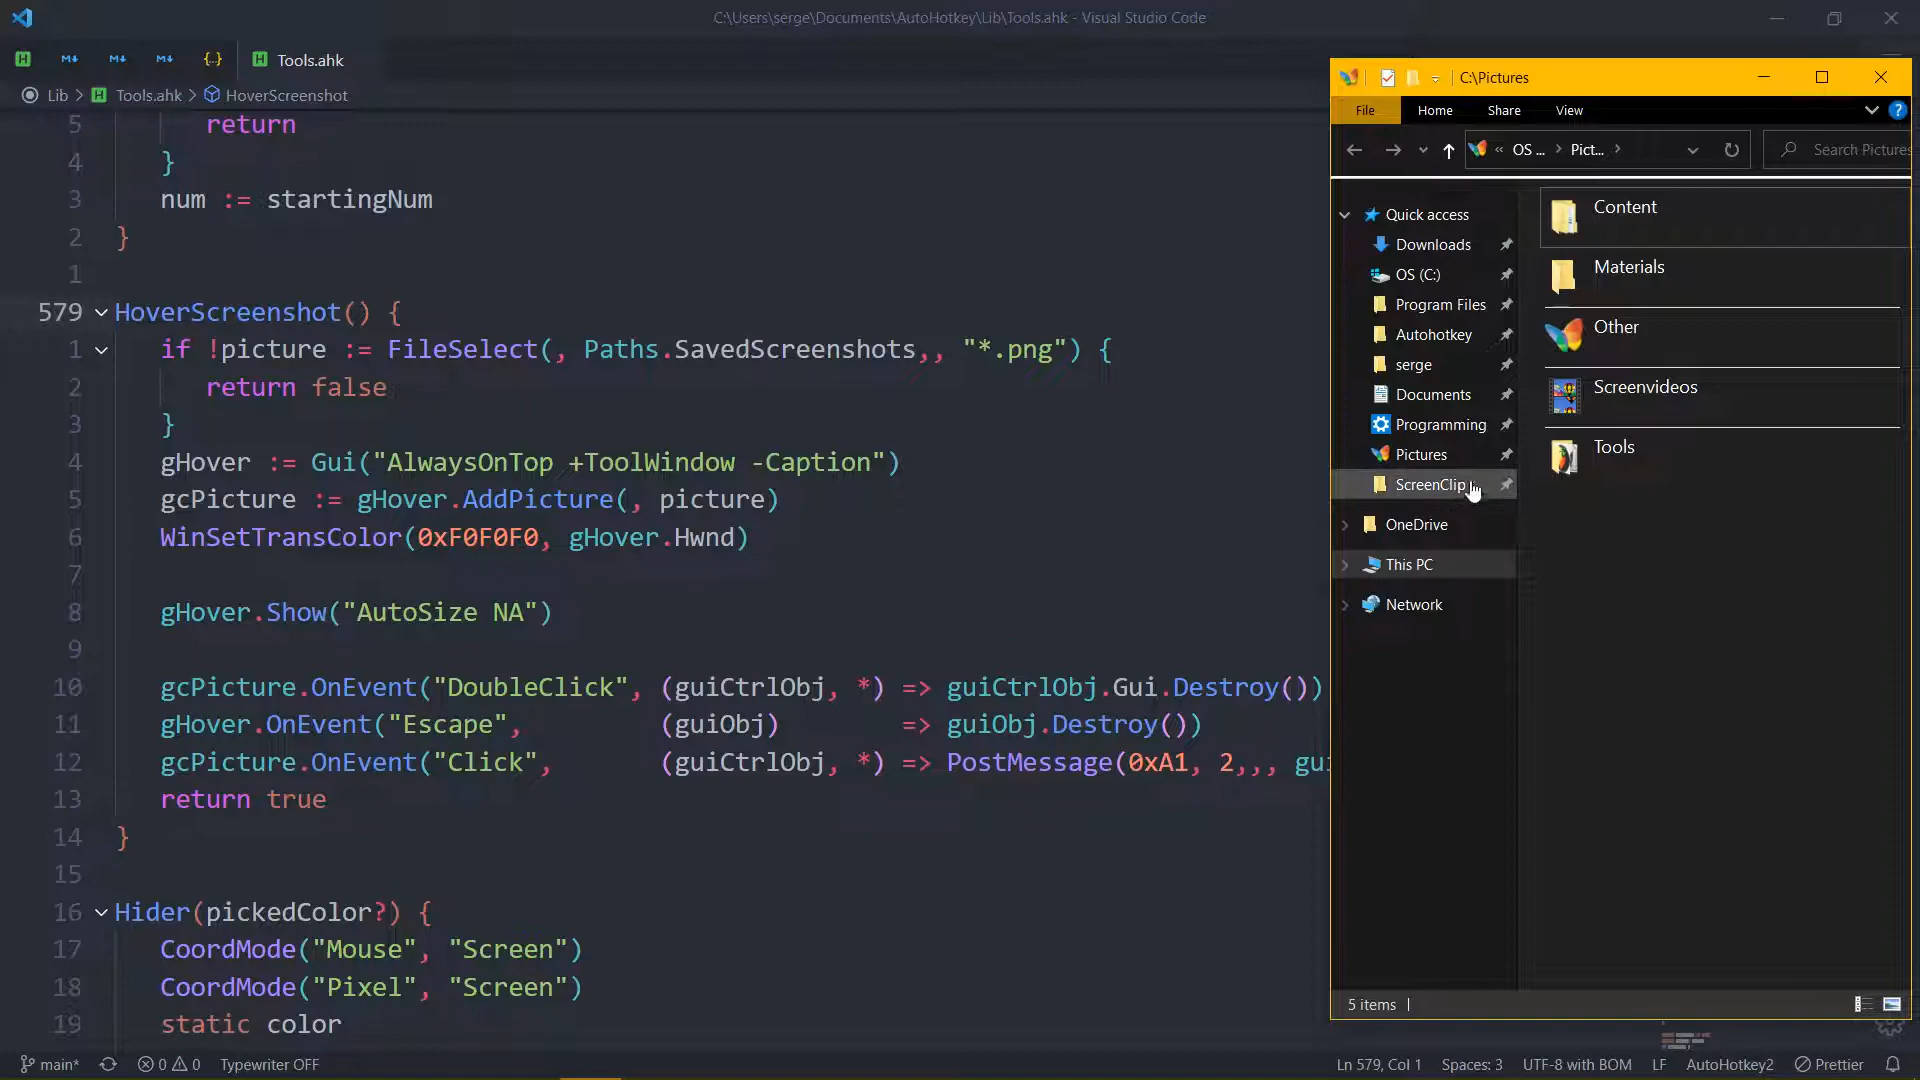 C:\Users\serge\Documents\AutoHotkey\Lib\Tools.ahk - Visual Studio Code
Tools.ahk
Lib > Tools.ahk > HoverScreenshot
5 return
4 }
3 num := startingNum
2 }
1
579 HoverScreenshot() {
1 if !picture := FileSelect(, Paths.SavedScreenshots,, "*.png") {
2 return false
3 }
4 gHover := Gui("AlwaysOnTop +ToolWindow -Caption")
5 gcPicture := gHover.AddPicture(, picture)
6 WinSetTransColor(0xF0F0F0, gHover.Hwnd)
7
8 gHover.Show("AutoSize NA")
9
10 gcPicture.OnEvent("DoubleClick", (guiCtrlObj, *) => guiCtrlObj.Gui.Destroy())
11 gHover.OnEvent("Escape", (guiObj) => guiObj.Destroy())
12 gcPicture.OnEvent("Click", (guiCtrlObj, *) => PostMessage(0xA1, 2,,, gui
13 return true
14 }
15
16 Hider(pickedColor?) {
17 CoordMode("Mouse", "Screen")
18 CoordMode("Pixel", "Screen")
19 static color
main* 0 0 Typewriter OFF
Ln 579, Col 1 Spaces: 3 UTF-8 with BOM LF AutoHotkey2 Prettier
C:\Pictures
File Home Share View
« OS ... > Pict... > Search Pictures
Quick access
Downloads
OS (C:)
Program Files
Autohotkey
serge
Documents
Programming
Pictures
ScreenClip
OneDrive
This PC
Network
Content
Materials
Other
Screenvideos
Tools
5 items